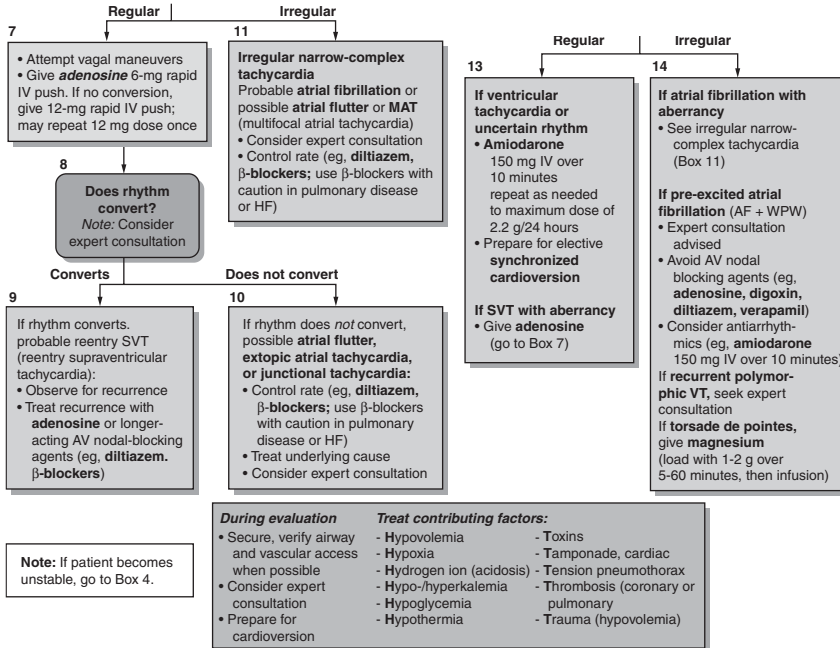 Regular
Irregular
7
• Attempt vagal maneuvers
• Give adenosine 6-mg rapid
IV push. If no conversion,
give 12-mg rapid IV push;
may repeat 12 mg dose once
11
Irregular narrow-complex
tachycardia
Probable atrial fibrillation or
possible atrial flutter or MAT
(multifocal atrial tachycardia)
• Consider expert consultation
• Control rate (eg, diltiazem,
β-blockers; use β-blockers with
caution in pulmonary disease
or HF)
8
Does rhythm
convert?
Note: Consider
expert consultation
Converts
Does not convert
9
If rhythm converts.
probable reentry SVT
(reentry supraventricular
tachycardia):
• Observe for recurrence
• Treat recurrence with
adenosine or longer-
acting AV nodal-blocking
agents (eg, diltiazem.
β-blockers)
10
If rhythm does not convert,
possible atrial flutter,
extopic atrial tachycardia,
or junctional tachycardia:
• Control rate (eg, diltiazem,
β-blockers; use β-blockers
with caution in pulmonary
disease or HF)
• Treat underlying cause
• Consider expert consultation
Regular
Irregular
13
If ventricular
tachycardia or
uncertain rhythm
• Amiodarone
150 mg IV over
10 minutes
repeat as needed
to maximum dose of
2.2 g/24 hours
• Prepare for elective
synchronized
cardioversion
If SVT with aberrancy
• Give adenosine
(go to Box 7)
14
If atrial fibrillation with
aberrancy
• See irregular narrow-
complex tachycardia
(Box 11)
If pre-excited atrial
fibrillation (AF + WPW)
• Expert consultation
advised
• Avoid AV nodal
blocking agents (eg,
adenosine, digoxin,
diltiazem, verapamil)
• Consider antiarrhyth-
mics (eg, amiodarone
150 mg IV over 10 minutes)
If recurrent polymor-
phic VT, seek expert
consultation
If torsade de pointes,
give magnesium
(load with 1-2 g over
5-60 minutes, then infusion)
Note: If patient becomes
unstable, go to Box 4.
During evaluation
• Secure, verify airway
and vascular access
when possible
• Consider expert
consultation
• Prepare for
cardioversion
Treat contributing factors:
- Hypovolemia
- Hypoxia
- Hydrogen ion (acidosis)
- Hypo-/hyperkalemia
- Hypoglycemia
- Hypothermia
- Toxins
- Tamponade, cardiac
- Tension pneumothorax
- Thrombosis (coronary or
pulmonary
- Trauma (hypovolemia)